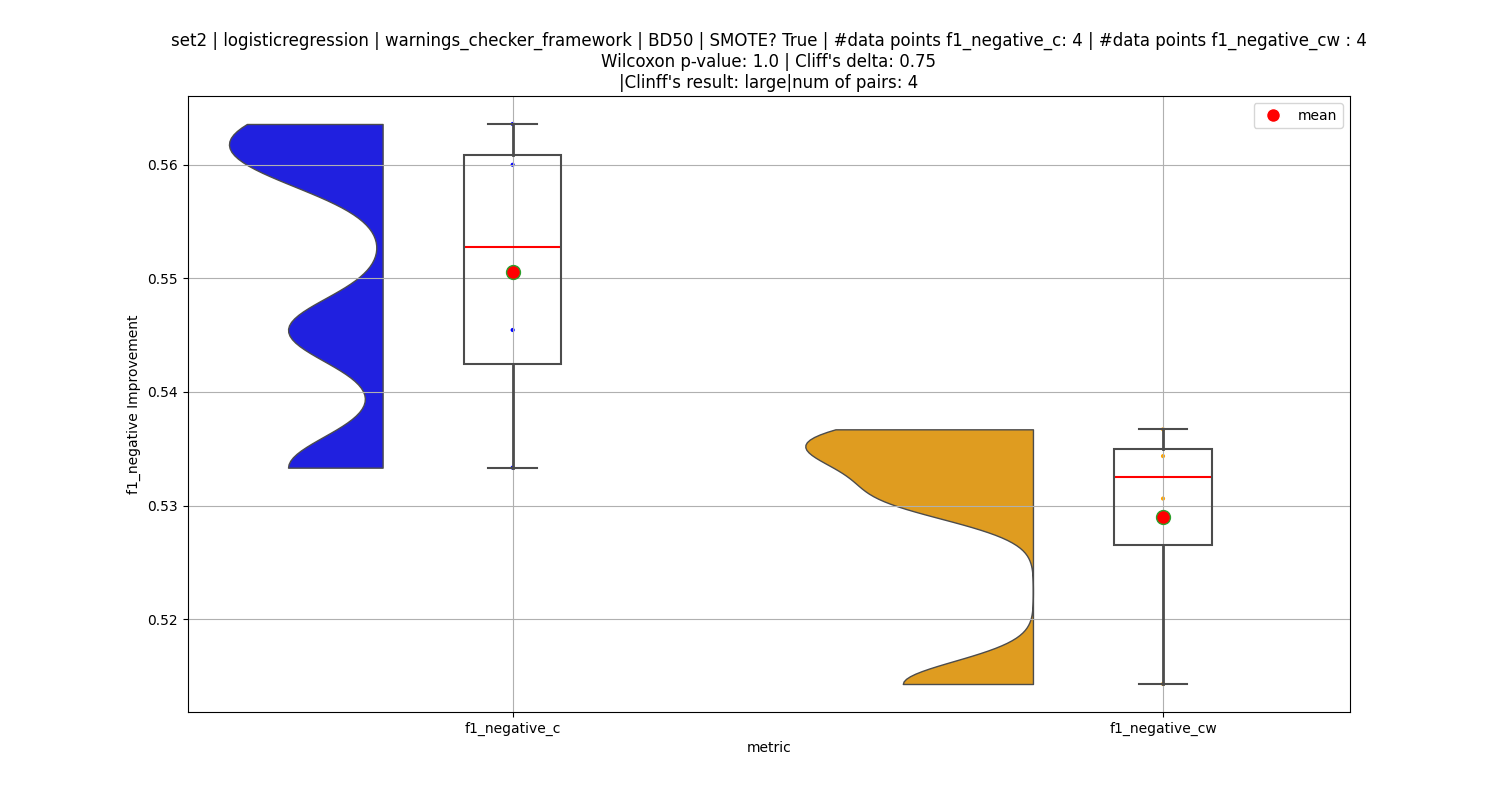 set2 | logisticregression | warnings_checker_framework | BD50 | SMOTE? True | #data points f1_negative_c: 4 | #data points f1_negative_cw : 4
Wilcoxon p-value: 1.0 | Cliff's delta: 0.75
|Clinff's result: large|num of pairs: 4
mean
0.56
0.55
0.54
0.53
0.52
f1_negative Improvement
f1_negative_c
f1_negative_cw
metric